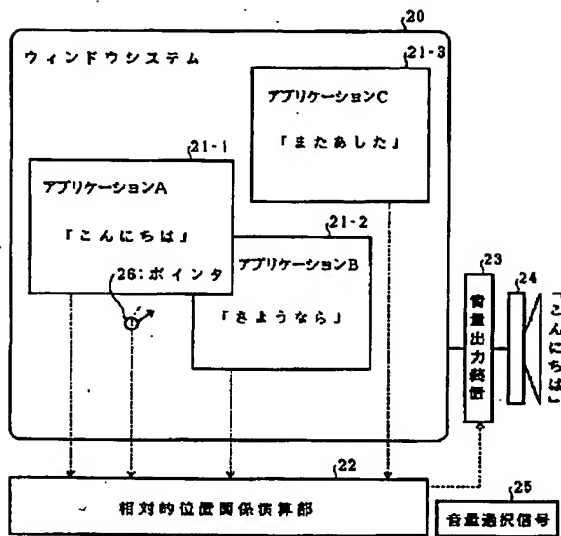 20
ウィンドウシステム
21-3
アプリケーションC
「またあした」
21-1
アプリケーションA
「こんにちは」
21-2
アプリケーションB
26:ポインタ
「さようなら」
23
音量出力装置
24
「こんにちは」
22
相対的位置関係演算部
25
音量選択信号